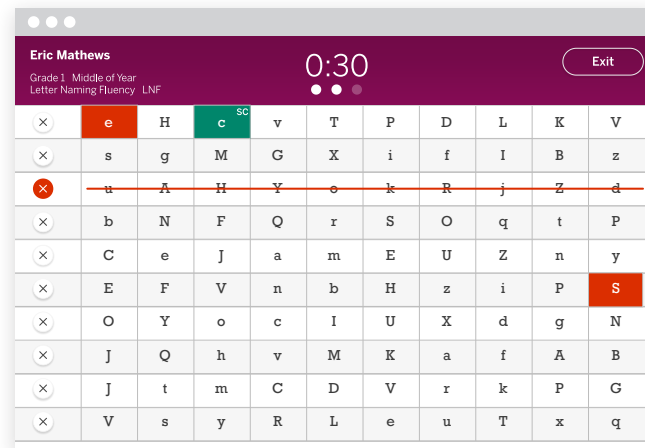 Eric Mathews
Grade 1 Middle of Year
Letter Naming Fluency LNF
0:30
Exit
e H c SC v T P D L K V
s g M G X i f I B z
u A H Y o k R j Z d
b N F Q r S O q t P
C e J a m E U Z n y
E F V n b H z i P S
O Y o c I U X d g N
J Q h v M K a f A B
J t m C D V r k P G
V s y R L e u T x q